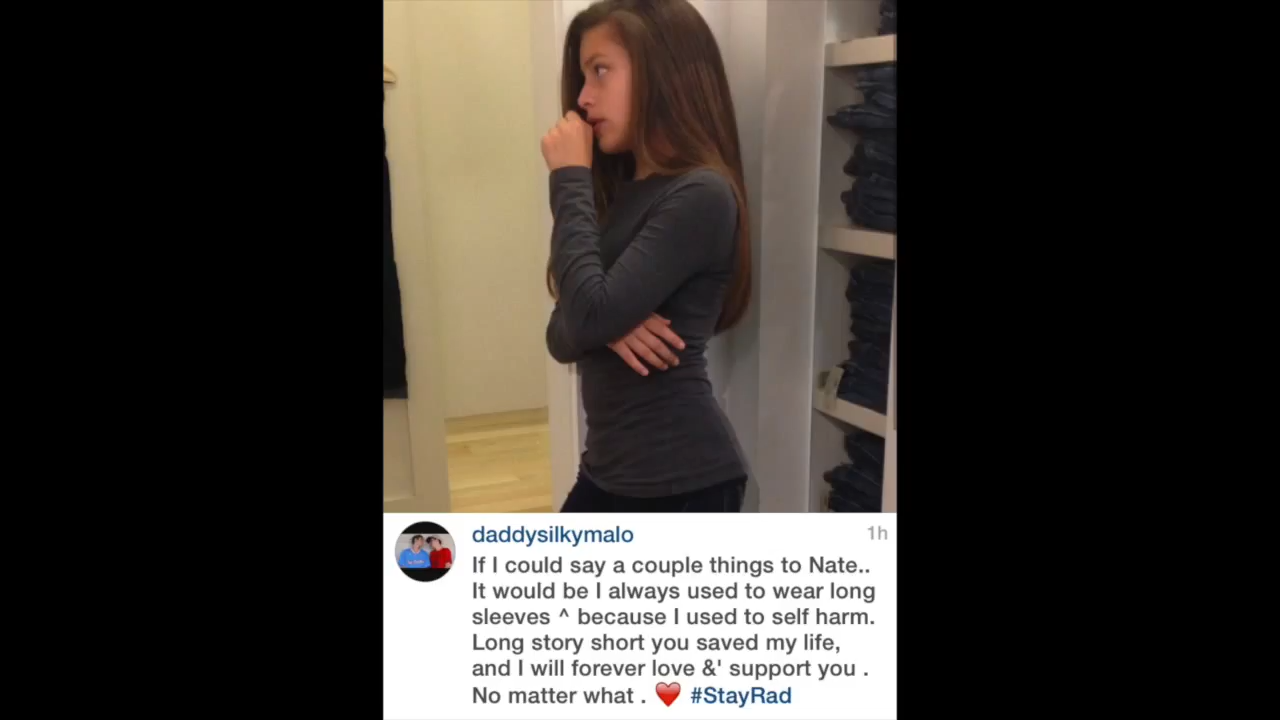 daddysilkymalo 1h
If I could say a couple things to Nate..
It would be I always used to wear long
sleeves ^ because I used to self harm.
Long story short you saved my life,
and I will forever love &' support you .
No matter what . ❤️ #StayRad